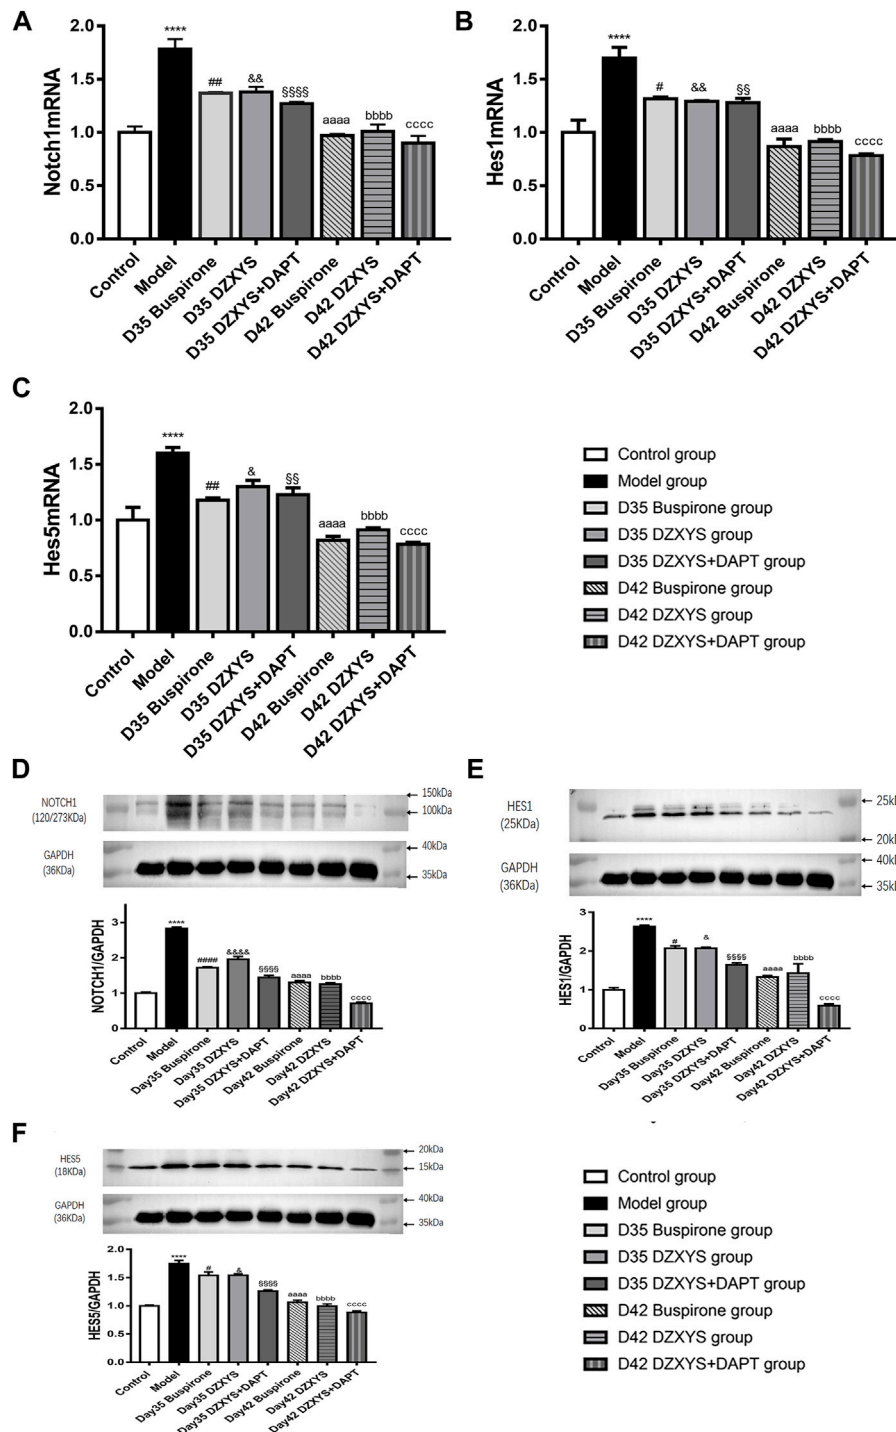 A
Notch1mRNA
2.0
1.5
1.0
0.5
0.0
****
##
&&
§§§§
aaaa
bbbb
cccc
Control
Model
D35 Buspirone
D35 DZXYS
D35 DZXYS+DAPT
D42 Buspirone
D42 DZXYS
D42 DZXYS+DAPT
B
Hes1mRNA
2.0
1.5
1.0
0.5
0.0
****
#
&&
§§
aaaa
bbbb
cccc
Control
Model
D35 Buspirone
D35 DZXYS
D35 DZXYS+DAPT
D42 Buspirone
D42 DZXYS
D42 DZXYS+DAPT
C
Hes5mRNA
2.0
1.5
1.0
0.5
0.0
****
##
&
§§
aaaa
bbbb
cccc
Control
Model
D35 Buspirone
D35 DZXYS
D35 DZXYS+DAPT
D42 Buspirone
D42 DZXYS
D42 DZXYS+DAPT
Control group
Model group
D35 Buspirone group
D35 DZXYS group
D35 DZXYS+DAPT group
D42 Buspirone group
D42 DZXYS group
D42 DZXYS+DAPT group
D
NOTCH1
(120/273KDa)
150kDa
100kDa
GAPDH
(36KDa)
40kDa
35kDa
NOTCH1/GAPDH
3
2
1
0
****
####
&&&&
§§§§
aaaa
bbbb
cccc
Control
Model
Day35 Buspirone
Day35 DZXYS
Day35 DZXYS+DAPT
Day42 Buspirone
Day42 DZXYS
Day42 DZXYS+DAPT
E
HES1
(25KDa)
25k
20k
GAPDH
(36KDa)
40k
35k
HES1/GAPDH
3
2
1
0
****
#
&
§§§§
aaaa
bbbb
cccc
Control
Model
Day35 Buspirone
Day35 DZXYS
Day35 DZXYS+DAPT
Day42 Buspirone
Day42 DZXYS
Day42 DZXYS+DAPT
F
HES5
(18KDa)
20kDa
15kDa
GAPDH
(36KDa)
40kDa
35kDa
HES5/GAPDH
2.0
1.5
1.0
0.5
0.0
****
#
&
§§§§
aaaa
bbbb
cccc
Control
Model
Day35 Buspirone
Day35 DZXYS
Day35 DZXYS+DAPT
Day42 Buspirone
Day42 DZXYS
Day42 DZXYS+DAPT
Control group
Model group
D35 Buspirone group
D35 DZXYS group
D35 DZXYS+DAPT group
D42 Buspirone group
D42 DZXYS group
D42 DZXYS+DAPT group